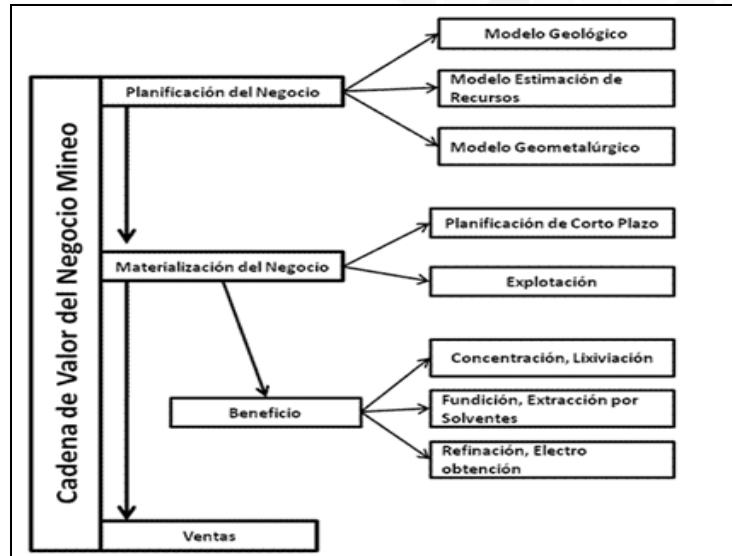 Cadena de Valor del Negocio Mineo
Planificación del Negocio
Modelo Geológico
Modelo Estimación de
Recursos
Modelo Geometalúrgico
Materialización del Negocio
Planificación de Corto Plazo
Explotación
Beneficio
Concentración, Lixiviación
Fundición, Extracción por
Solventes
Refinación, Electro
obtención
Ventas